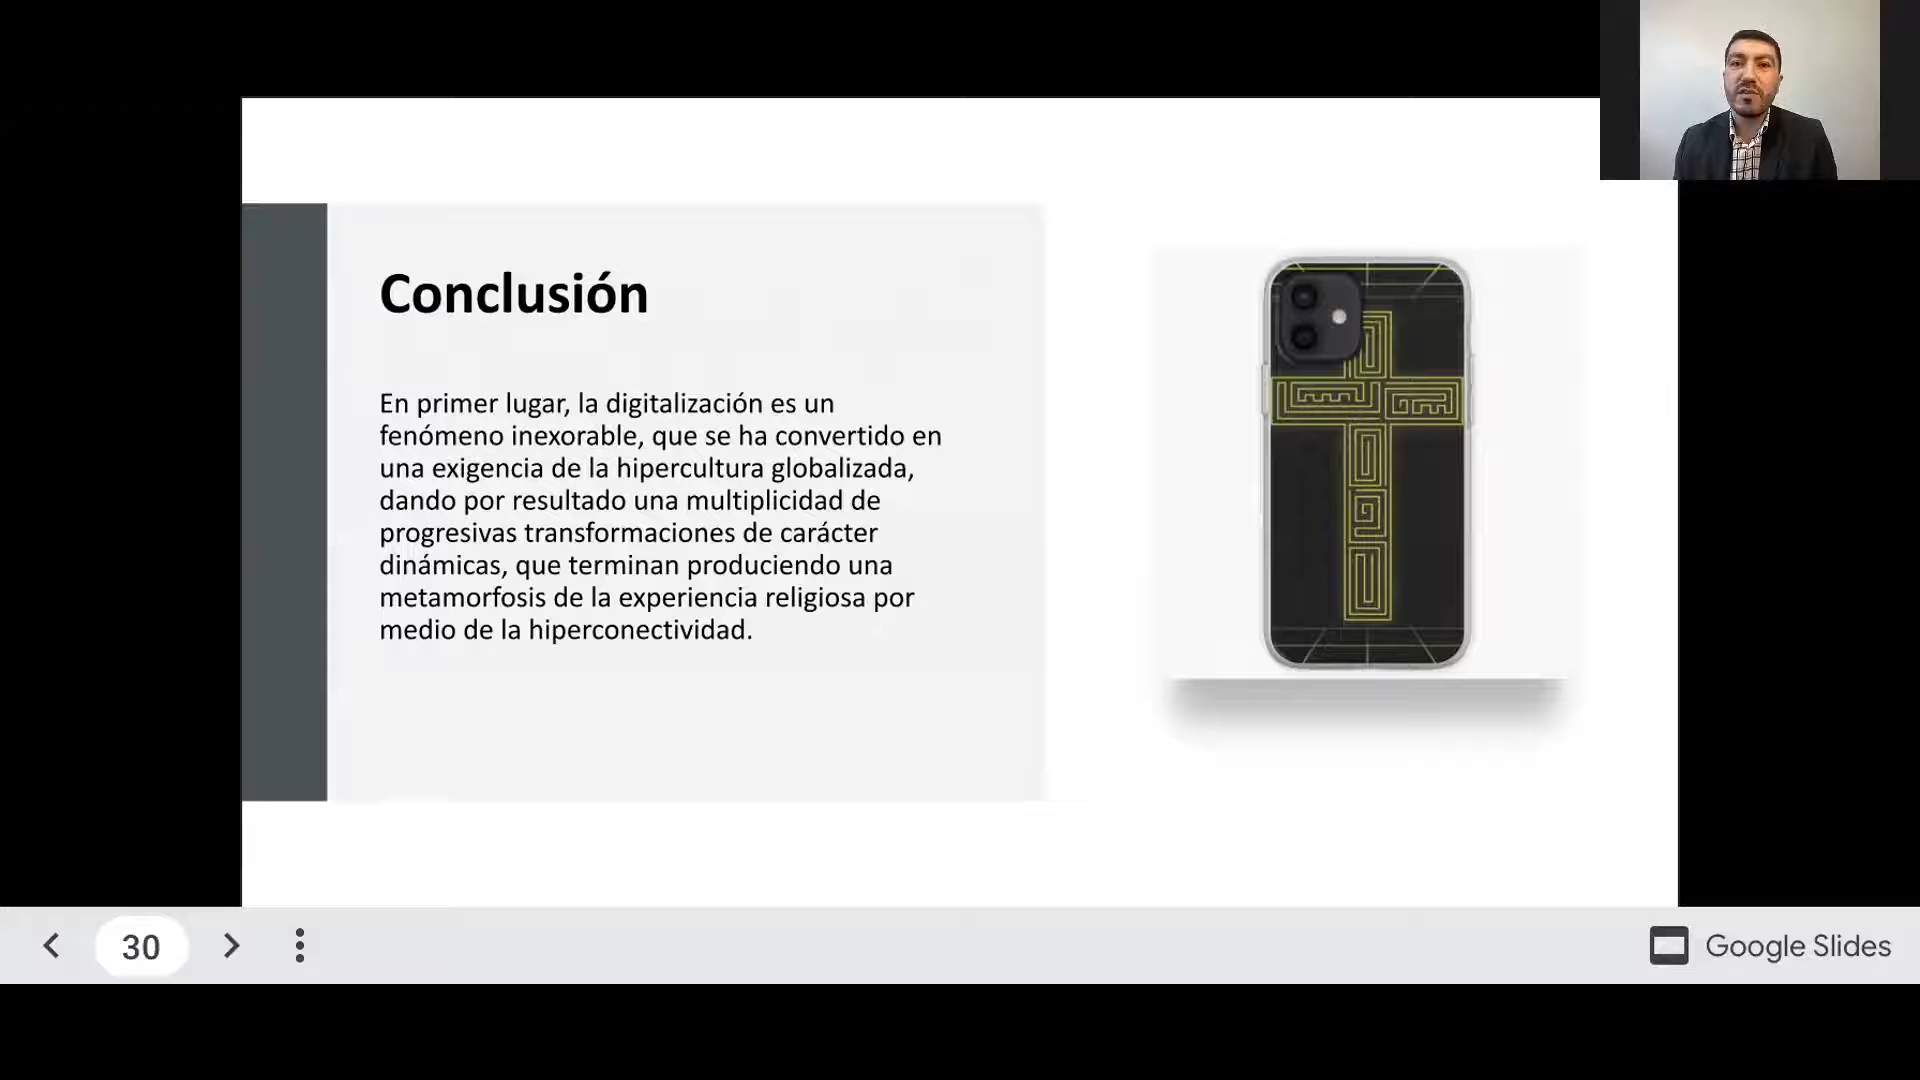 Conclusión
En primer lugar, la digitalización es un
fenómeno inexorable, que se ha convertido en
una exigencia de la hipercultura globalizada,
dando por resultado una multiplicidad de
progresivas transformaciones de carácter
dinámicas, que terminan produciendo una
metamorfosis de la experiencia religiosa por
medio de la hiperconectividad.
30
Google Slides